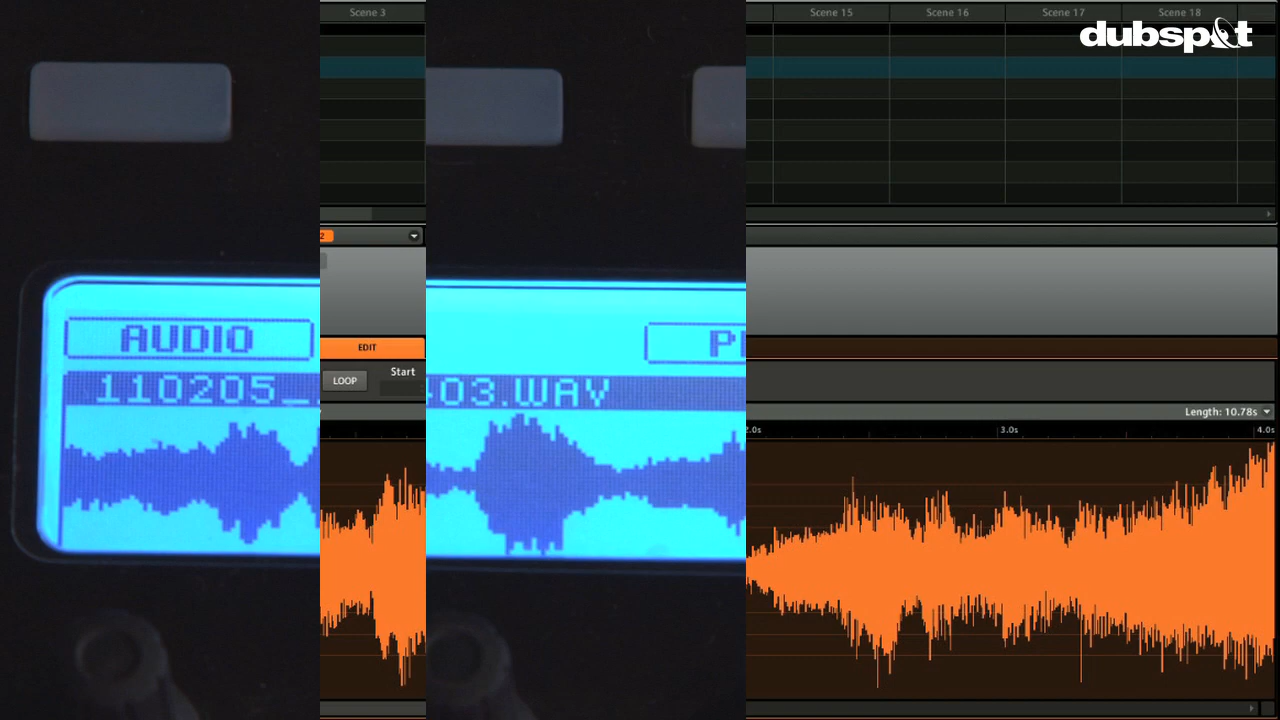 Scene 3
Scene 15
Scene 16
Scene 17
Scene 18
dubspot
2
AUDIO
EDIT
LOOP
Start
110205_
03.WAV
Length: 10.78s
2.0s
3.0s
4.0s